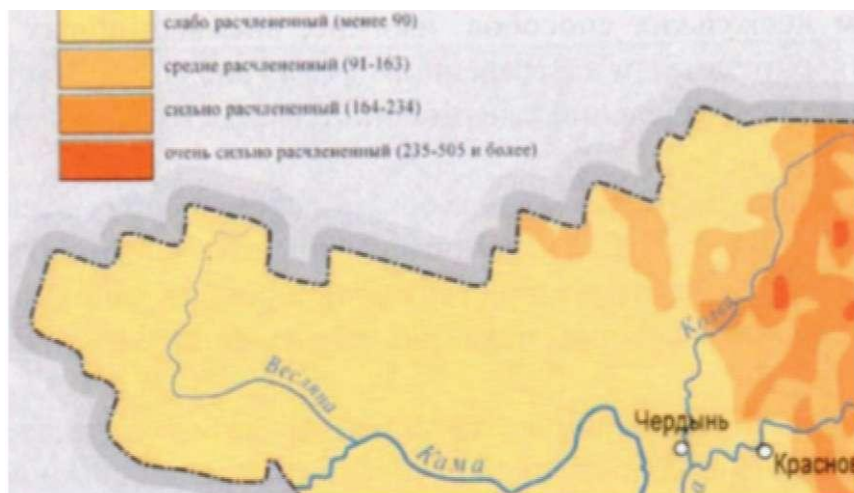 слабо расчлененный (менее 90)
средне расчлененный (91-163)
сильно расчлененный (164-234)
очень сильно расчлененный (235-505 и более)
Колва
Весляна
Чердынь
Кама
Краснов
а